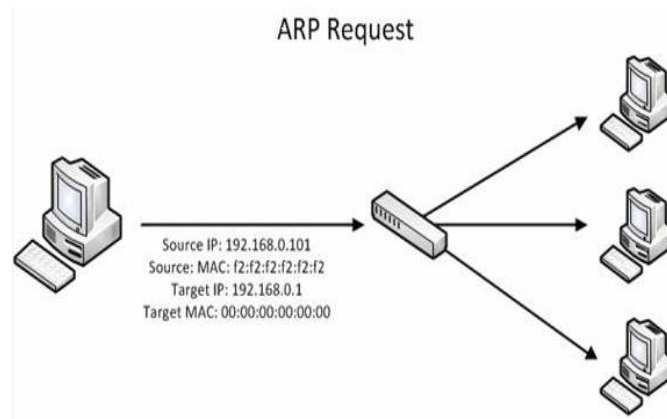 ARP Request
Source IP: 192.168.0.101
Source: MAC: f2:f2:f2:f2:f2:f2
Target IP: 192.168.0.1
Target MAC: 00:00:00:00:00:00